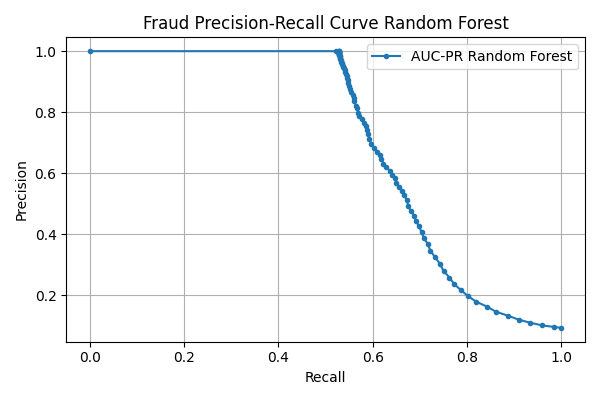 Fraud Precision-Recall Curve Random Forest
AUC-PR Random Forest
Precision
1.0
0.8
0.6
0.4
0.2
0.0 0.2 0.4 0.6 0.8 1.0
Recall